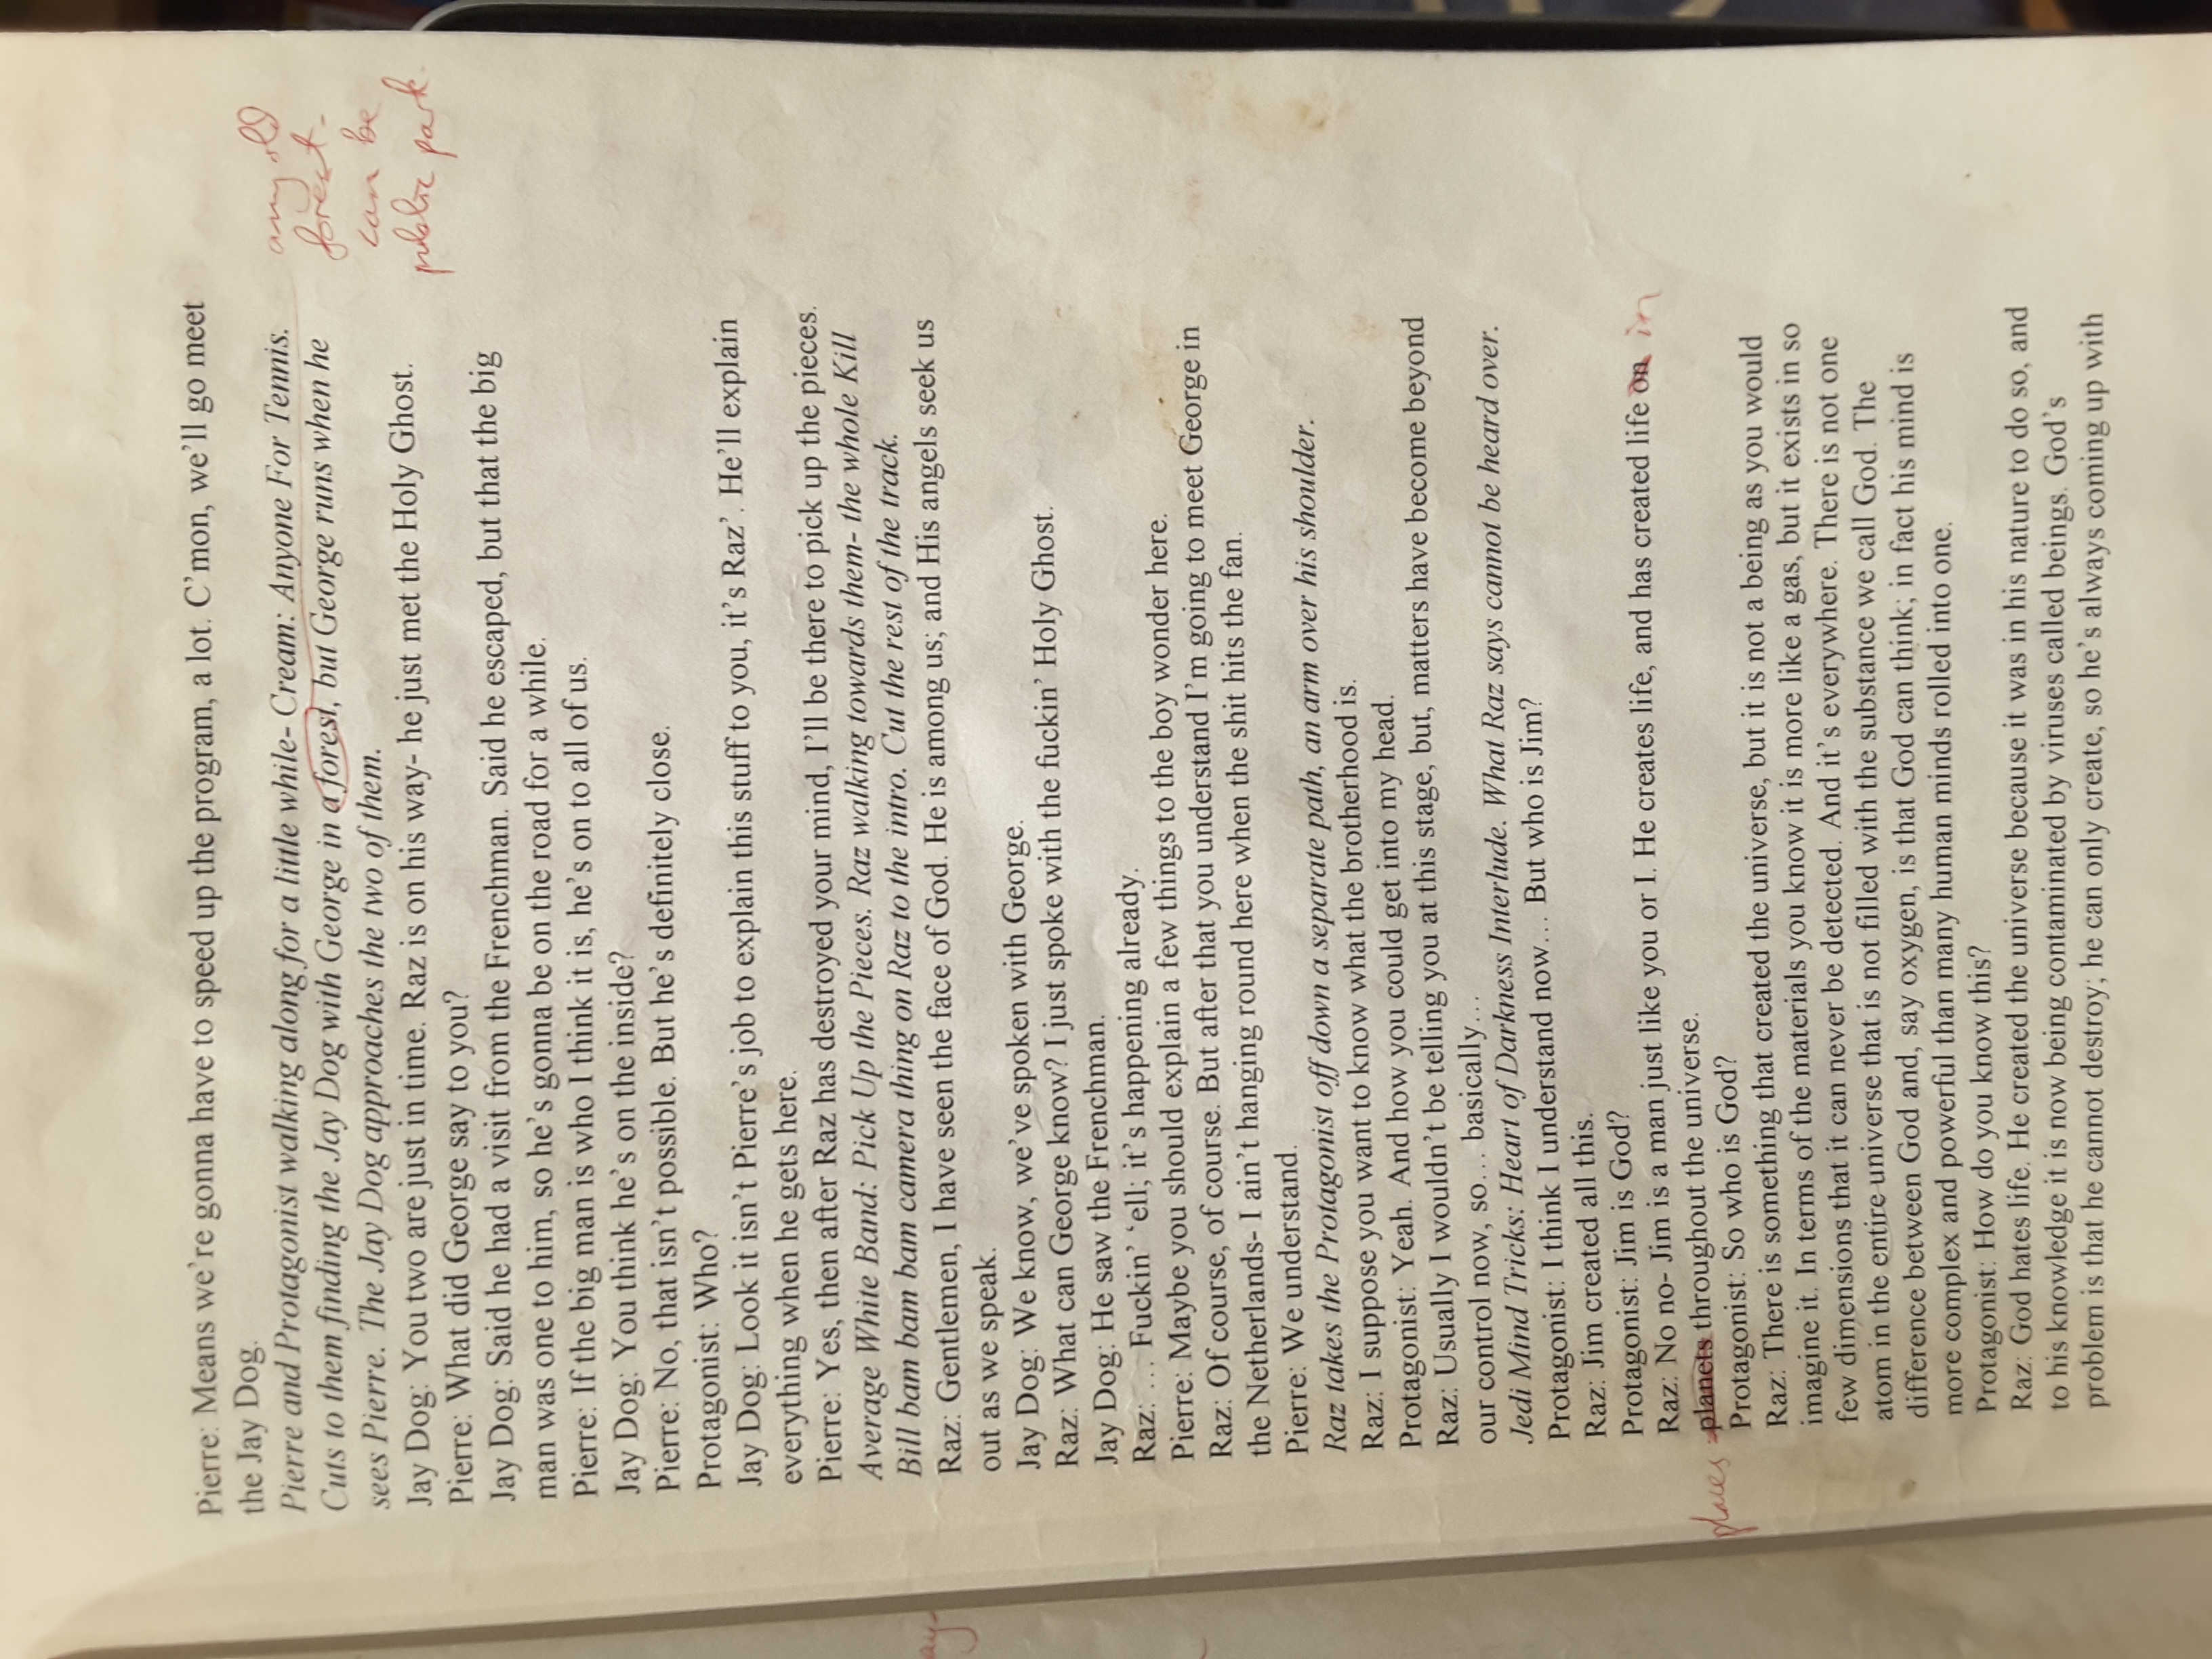 Pierre: Means we're gonna have to speed up the program, a lot. C'mon, we'll go meet
the Jay Dog.
Pierre and Protagonist walking along for a little while- Cream: Anyone For Tennis.
Cuts to them finding the Jay Dog with George in a forest, but George runs when he
sees Pierre. The Jay Dog approaches the two of them.
any old
forest-
can be
public park.
Jay Dog: You two are just in time. Raz is on his way- he just met the Holy Ghost.
Pierre: What did George say to you?
Jay Dog: Said he had a visit from the Frenchman. Said he escaped, but that the big
man was one to him, so he's gonna be on the road for a while.
Pierre: If the big man is who I think it is, he's on to all of us.
Jay Dog: You think he's on the inside?
Pierre: No, that isn't possible. But he's definitely close.
Protagonist: Who?
Jay Dog: Look it isn't Pierre's job to explain this stuff to you, it's Raz'. He'll explain
everything when he gets here.
Pierre: Yes, then after Raz has destroyed your mind, I'll be there to pick up the pieces.
Average White Band: Pick Up the Pieces. Raz walking towards them- the whole Kill
Bill bam bam bam camera thing on Raz to the intro. Cut the rest of the track.
Raz: Gentlemen, I have seen the face of God. He is among us; and His angels seek us
out as we speak.
Jay Dog: We know, we've spoken with George.
Raz: What can George know? I just spoke with the fuckin' Holy Ghost.
Jay Dog: He saw the Frenchman.
Raz: … Fuckin' 'ell; it's happening already.
Pierre: Maybe you should explain a few things to the boy wonder here.
Raz: Of course, of course. But after that you understand I'm going to meet George in
the Netherlands- I ain't hanging round here when the shit hits the fan.
Pierre: We understand.
Raz takes the Protagonist off down a separate path, an arm over his shoulder.
Raz: I suppose you want to know what the brotherhood is.
Protagonist: Yeah. And how you could get into my head.
Raz: Usually I wouldn't be telling you at this stage, but, matters have become beyond
our control now, so… basically…
Jedi Mind Tricks: Heart of Darkness Interlude. What Raz says cannot be heard over.
Protagonist: I think I understand now… But who is Jim?
Raz: Jim created all this.
Protagonist: Jim is God?
Raz: No no- Jim is a man just like you or I. He creates life, and has created life on in
places planets throughout the universe.
Protagonist: So who is God?
Raz: There is something that created the universe, but it is not a being as you would
imagine it. In terms of the materials you know it is more like a gas, but it exists in so
few dimensions that it can never be detected. And it's everywhere. There is not one
atom in the entire universe that is not filled with the substance we call God. The
difference between God and, say oxygen, is that God can think; in fact his mind is
more complex and powerful than many human minds rolled into one.
Protagonist: How do you know this?
Raz: God hates life. He created the universe because it was in his nature to do so, and
to his knowledge it is now being contaminated by viruses called beings. God's
problem is that he cannot destroy; he can only create, so he's always coming up with